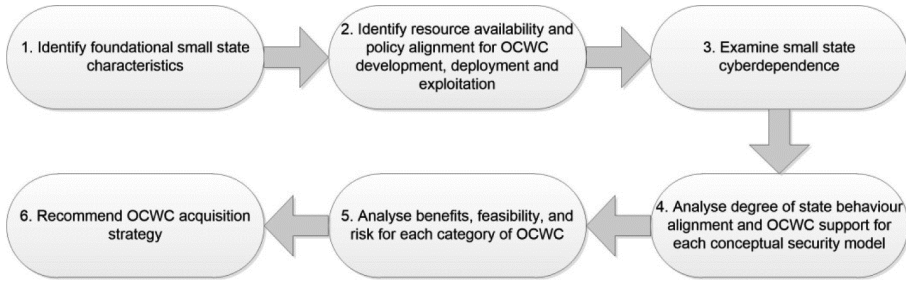 1. Identify foundational small state
characteristics
2. Identify resource availability and
policy alignment for OCWC
development, deployment and
exploitation
3. Examine small state
cyberdependence
4. Analyse degree of state behaviour
alignment and OCWC support for
each conceptual security model
5. Analyse benefits, feasibility, and
risk for each category of OCWC
6. Recommend OCWC acquisition
strategy